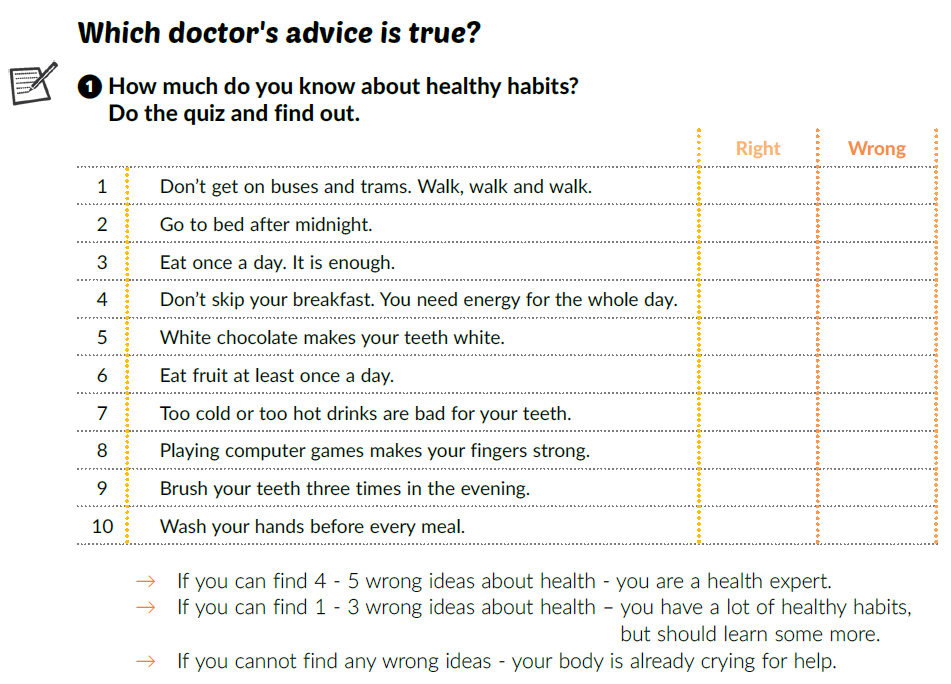 Which doctor's advice is true?
1 How much do you know about healthy habits?
Do the quiz and find out.
Right Wrong
1 Don't get on buses and trams. Walk, walk and walk.
2 Go to bed after midnight.
3 Eat once a day. It is enough.
4 Don't skip your breakfast. You need energy for the whole day.
5 White chocolate makes your teeth white.
6 Eat fruit at least once a day.
7 Too cold or too hot drinks are bad for your teeth.
8 Playing computer games makes your fingers strong.
9 Brush your teeth three times in the evening.
10 Wash your hands before every meal.
→ If you can find 4 - 5 wrong ideas about health - you are a health expert.
→ If you can find 1 - 3 wrong ideas about health – you have a lot of healthy habits,
but should learn some more.
→ If you cannot find any wrong ideas - your body is already crying for help.